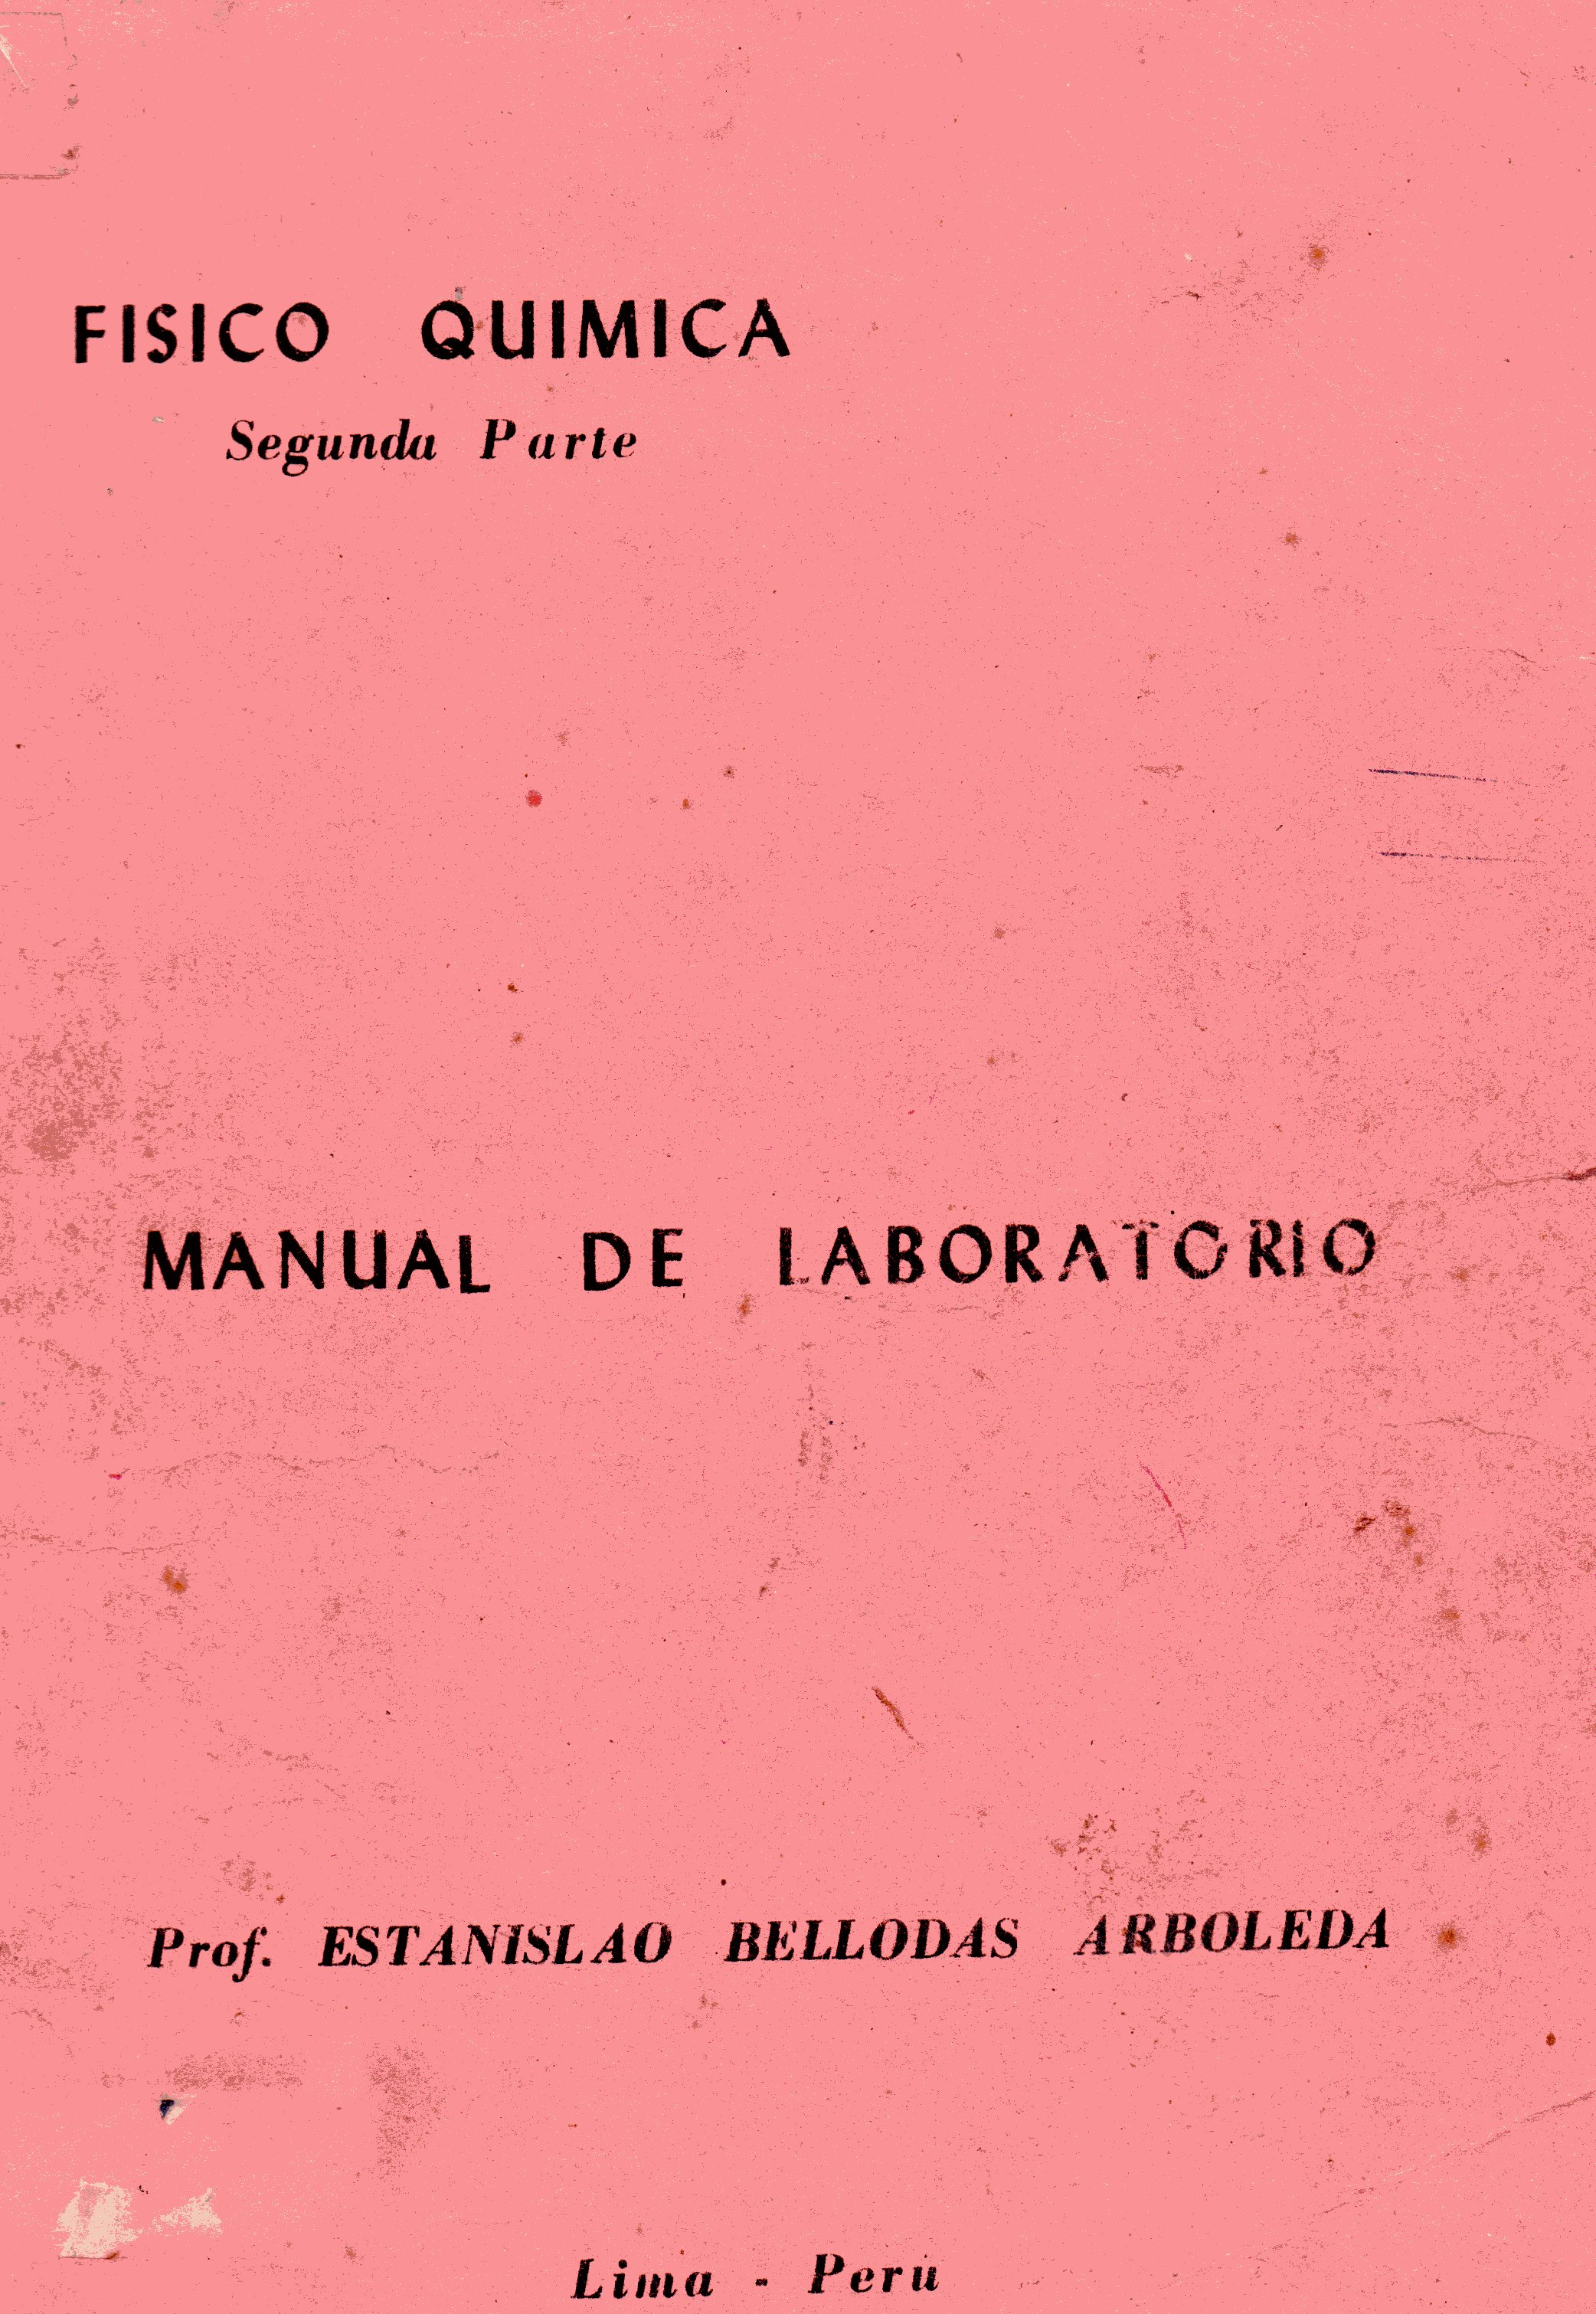 FISICO QUIMICA
Segunda Parte
MANUAL DE LABORATORIO
Prof. ESTANISLAO BELLODAS ARBOLEDA
Lima - Peru